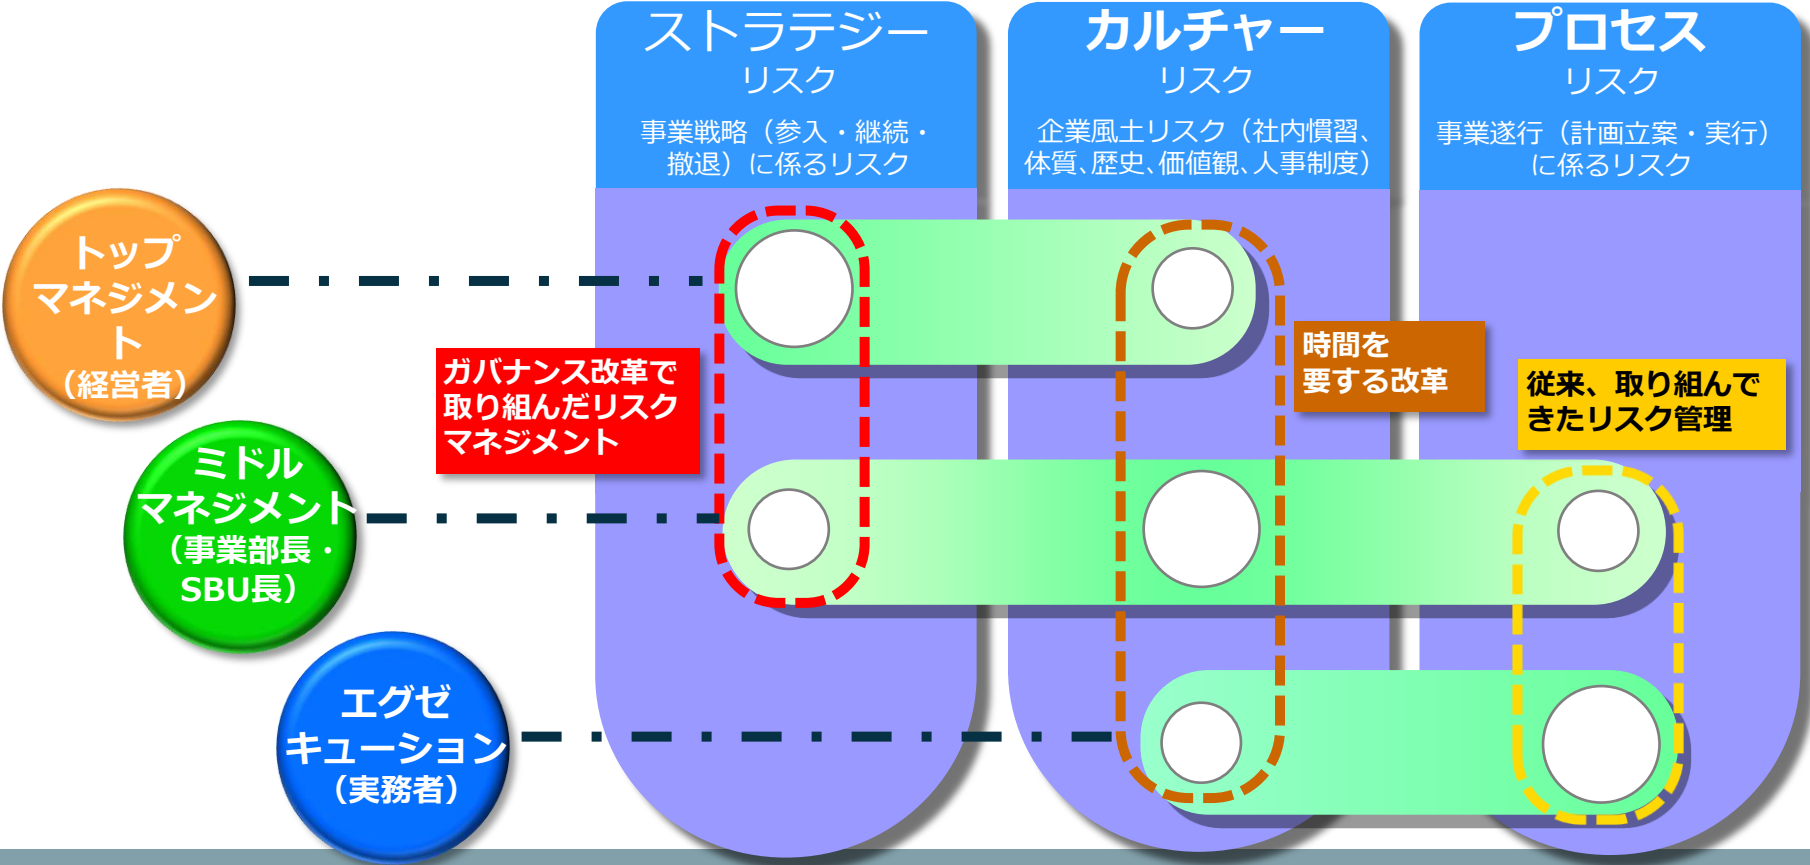 ストラテジー
リスク
事業戦略（参入・継続・
撤退）に係るリスク
カルチャー
リスク
企業風土リスク（社内慣習、
体質、歴史、価値観、人事制度）
プロセス
リスク
事業遂行（計画立案・実行）
に係るリスク
トップ
マネジメン
ト
（経営者）
ガバナンス改革で
取り組んだリスク
マネジメント
時間を
要する改革
従来、取り組んで
きたリスク管理
ミドル
マネジメント
（事業部長・
SBU長）
エグゼ
キューション
（実務者）